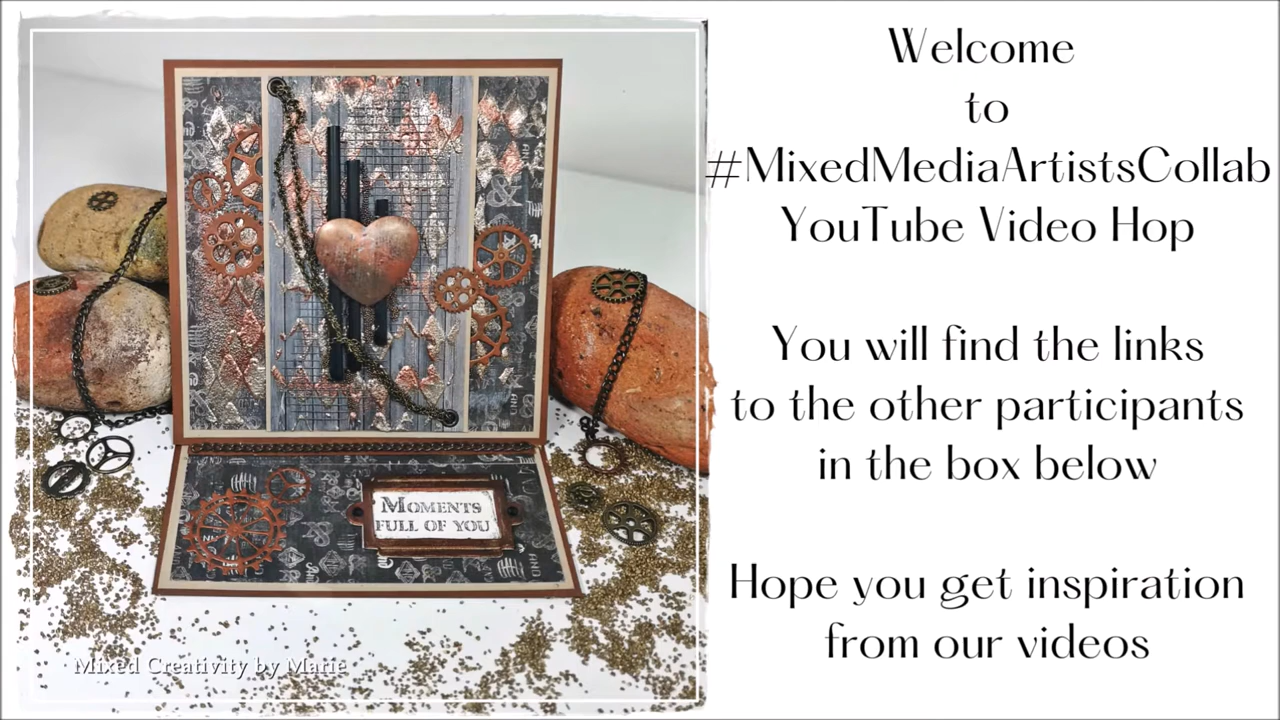 Welcome
to
#MixedMediaArtistsCollab
YouTube Video Hop
You will find the links
to the other participants
in the box below
Hope you get inspiration
from our videos
MOMENTS
FULL OF YOU
Mixed Creativity by Marie